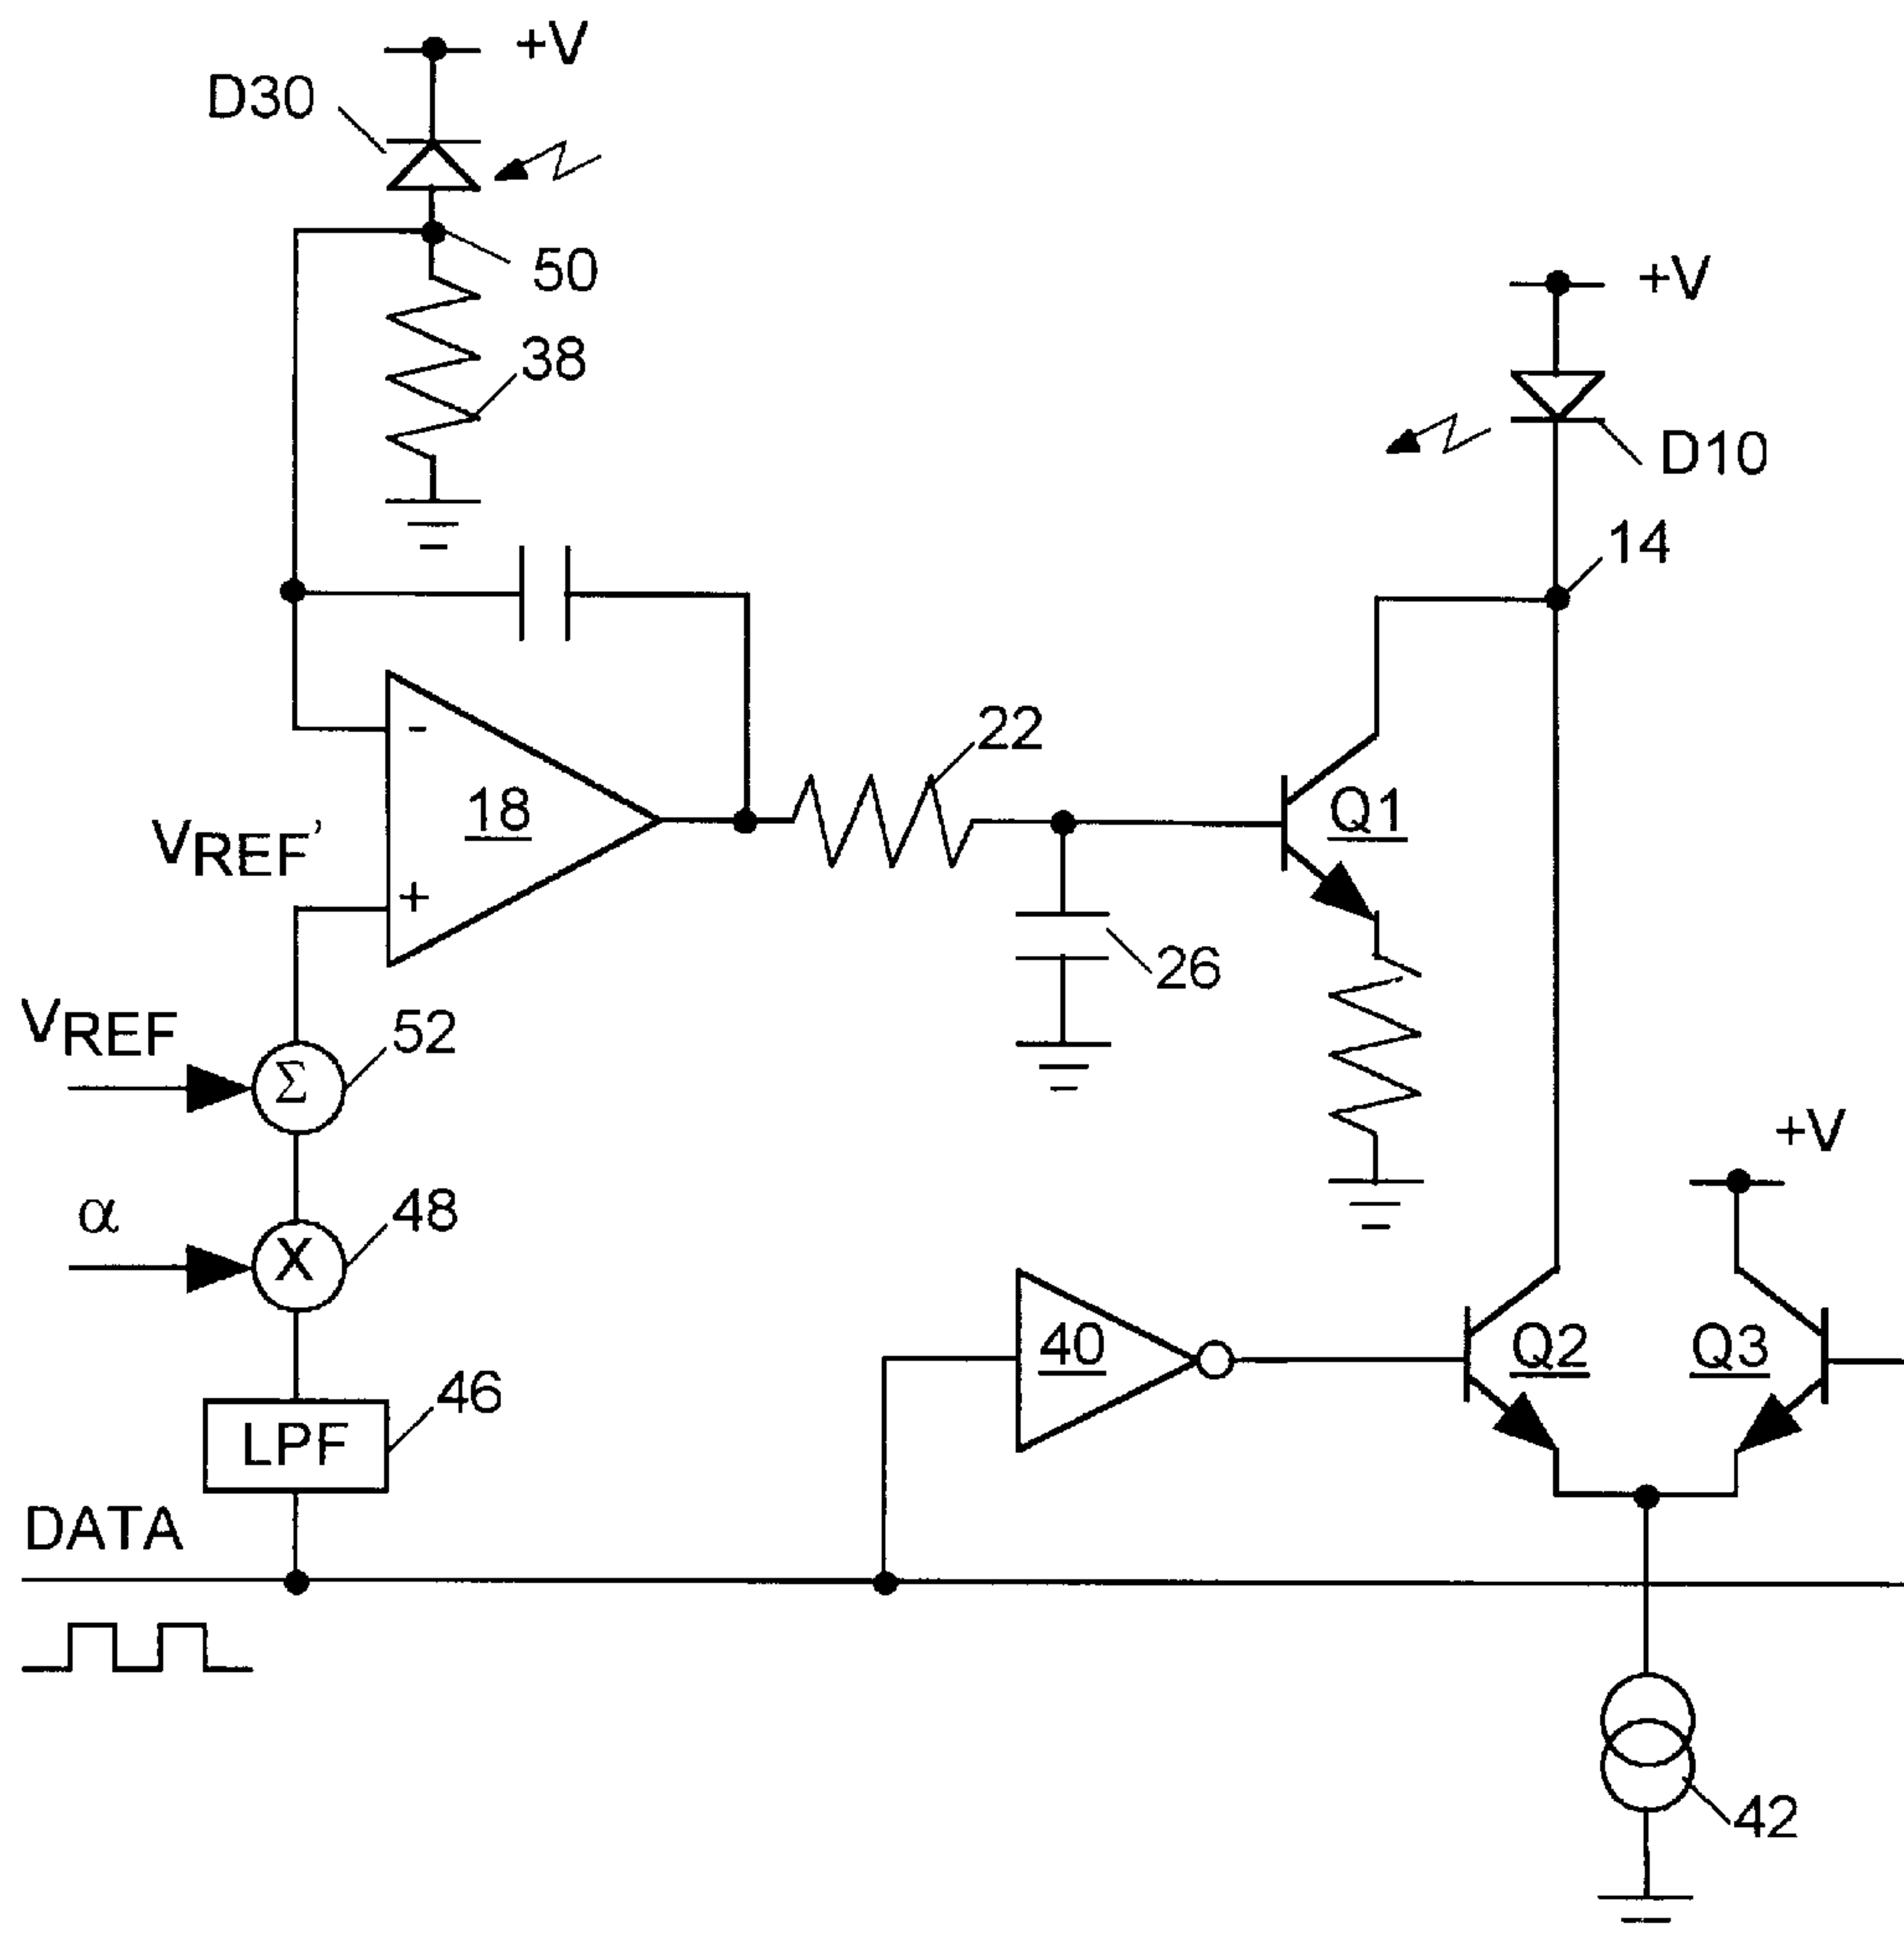 +V
D30
50
+V
38
D10
14
22
18
Q1
VREF'
-
+
26
VREF
52
Σ
+V
α
48
X
40
Q2
Q3
46
LPF
DATA
42